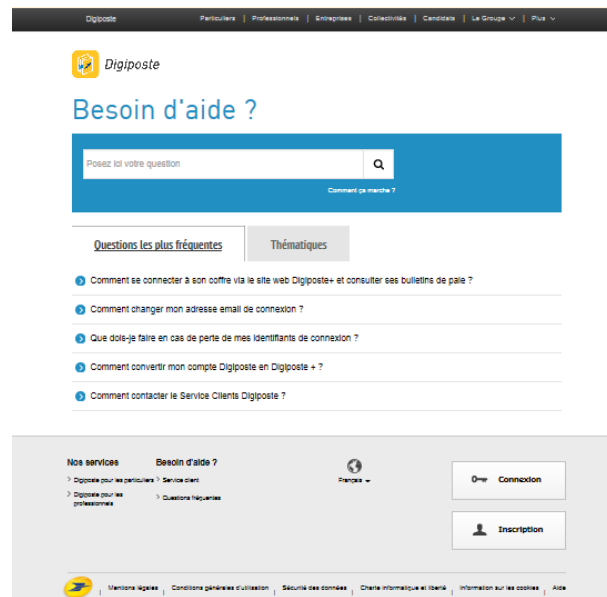 Digiposte Particuliers | Professionnels | Entreprises | Collectivités | Candidats | Le Groupe | Plus
Digiposte
Besoin d'aide ?
Posez ici votre question
Comment ça marche ?
Questions les plus fréquentes Thématiques
Comment se connecter à son coffre via le site web Digiposte+ et consulter ses bulletins de paie ?
Comment changer mon adresse email de connexion ?
Que dois-je faire en cas de perte de mes identifiants de connexion ?
Comment convertir mon compte Digiposte en Digiposte + ?
Comment contacter le Service Clients Digiposte ?
Nos services
Digiposte pour les particuliers
Digiposte pour les
professionnels
Besoin d'aide ?
Service client
Questions fréquentes
Français
Connexion
Inscription
Mentions légales | Conditions générales d'utilisation | Sécurité des données | Charte informatique et liberté | Information sur les cookies | Aide